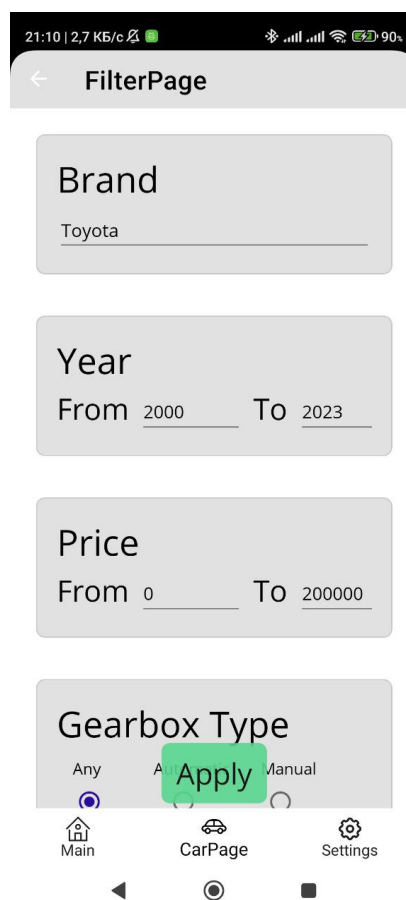 21:10 | 2,7 КБ/с 90%
FilterPage
Brand
Toyota
Year
From 2000 To 2023
Price
From 0 To 200000
Gearbox Type
Any Manual
Apply
Main CarPage Settings